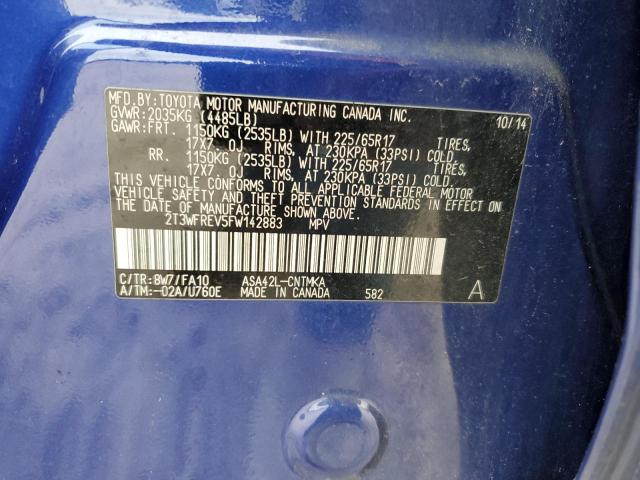 MFD.BY:TOYOTA MOTOR MANUFACTURING CANADA INC.
GVWR:2035KG (4485LB) 10/14
GAWR:FRT. 1150KG (2535LB) WITH 225/65R17 TIRES,
17X7. 0J RIMS, AT 230KPA (33PSI) COLD.
RR. 1150KG (2535LB) WITH 225/65R17 TIRES,
17X7. 0J RIMS, AT 230KPA (33PSI) COLD.
THIS VEHICLE CONFORMS TO ALL APPLICABLE FEDERAL MOTOR
VEHICLE SAFETY AND THEFT PREVENTION STANDARDS IN EFFECT
ON THE DATE OF MANUFACTURE SHOWN ABOVE.
2T3WFREV5FW142883 MPV
C/TR:8W7/FA10 ASA42L-CNTMKA
A/TM:-02A/U760E MADE IN CANADA 582 A